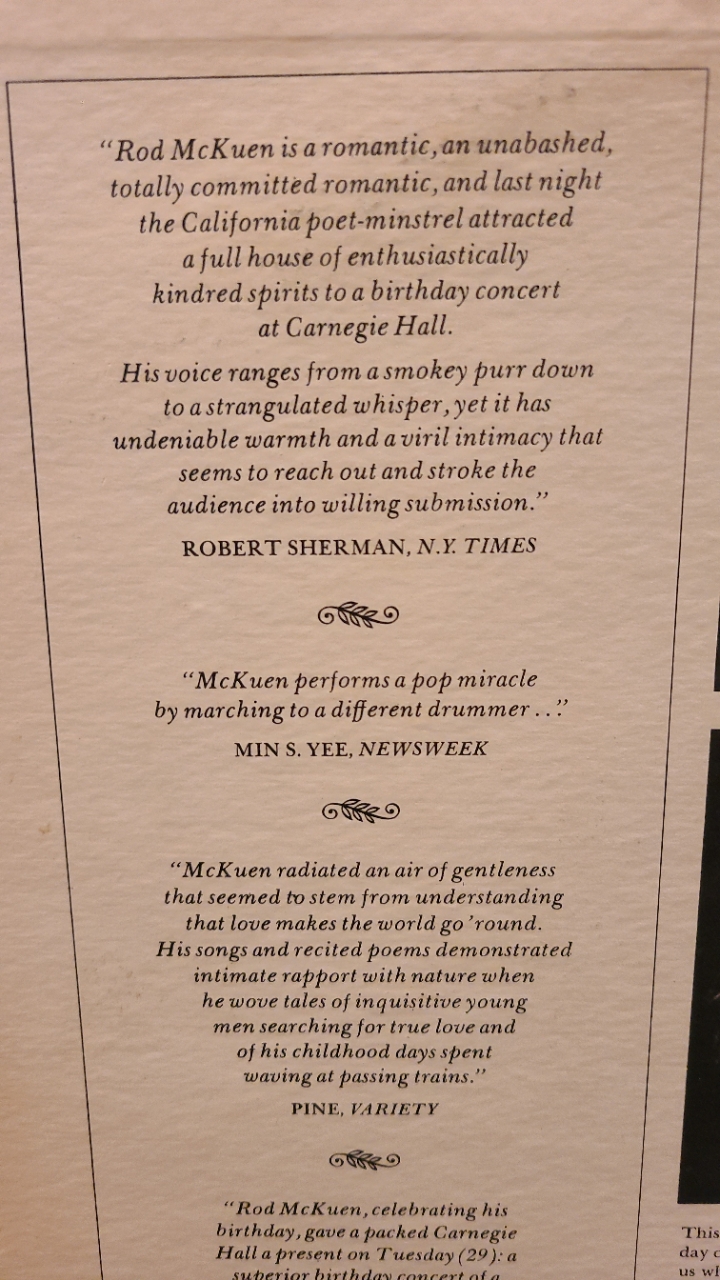 “Rod McKuen is a romantic, an unabashed,
totally committed romantic, and last night
the California poet-minstrel attracted
a full house of enthusiastically
kindred spirits to a birthday concert
at Carnegie Hall.
His voice ranges from a smokey purr down
to a strangulated whisper, yet it has
undeniable warmth and a viril intimacy that
seems to reach out and stroke the
audience into willing submission.”
ROBERT SHERMAN, N.Y. TIMES
“McKuen performs a pop miracle
by marching to a different drummer . . .”
MIN S. YEE, NEWSWEEK
“McKuen radiated an air of gentleness
that seemed to stem from understanding
that love makes the world go ’round.
His songs and recited poems demonstrated
intimate rapport with nature when
he wove tales of inquisitive young
men searching for true love and
of his childhood days spent
waving at passing trains.”
PINE, VARIETY
“Rod McKuen, celebrating his
birthday, gave a packed Carnegie
Hall a present on Tuesday (29): a
superior birthday concert of a
This
day
us